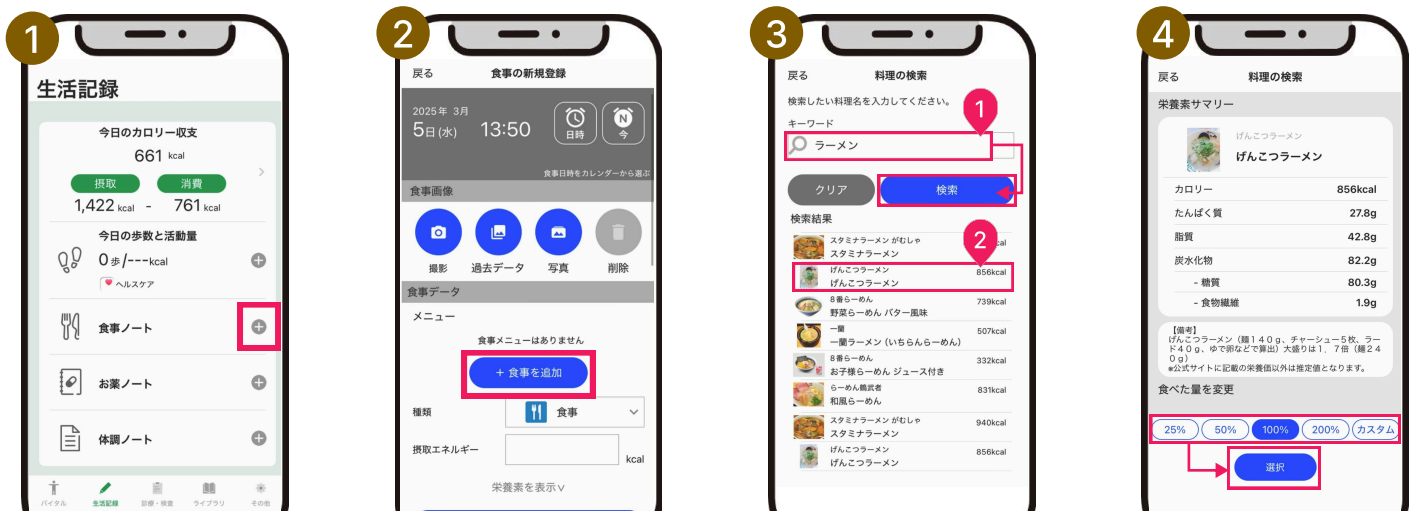 1
生活記録
今日のカロリー収支
661 kcal
摂取 消費
1,422 kcal - 761 kcal
今日の歩数と活動量
0歩/---kcal
ヘルスケア
食事ノート
お薬ノート
体調ノート
バイタル 生活記録 診療・検査 ライブラリ その他
2
戻る 食事の新規登録
2025年 3月
5日(水) 13:50 日時 N 今
食事日時をカレンダーから選ぶ
食事画像
撮影 過去データ 写真 削除
食事データ
メニュー
食事メニューはありません
+ 食事を追加
種類 食事
摂取エネルギー kcal
栄養素を表示∨
3
戻る 料理の検索
検索したい料理名を入力してください。
1
キーワード
ラーメン
クリア 検索
検索結果
2
スタミナラーメン がむしゃ
スタミナラーメン
げんこつラーメン 856kcal
げんこつラーメン
8番らーめん 739kcal
野菜らーめん バター風味
一蘭 507kcal
一蘭ラーメン (いちらんらーめん)
8番らーめん 332kcal
お子様らーめん ジュース付き
らーめん鶴武者 831kcal
和風らーめん
スタミナラーメン がむしゃ 940kcal
スタミナラーメン
げんこつラーメン 856kcal
げんこつラーメン
4
戻る 料理の検索
栄養素サマリー
げんこつラーメン
げんこつラーメン
カロリー 856kcal
たんぱく質 27.8g
脂質 42.8g
炭水化物 82.2g
- 糖質 80.3g
- 食物繊維 1.9g
【備考】
げんこつラーメン（麺140g、チャーシュー5枚、ラー
ド40g、ゆで卵などで算出）大盛りは1．7倍（麺24
0g）
※公式サイトに記載の栄養価以外は推定値となります。
食べた量を変更
25% 50% 100% 200% カスタム
選択